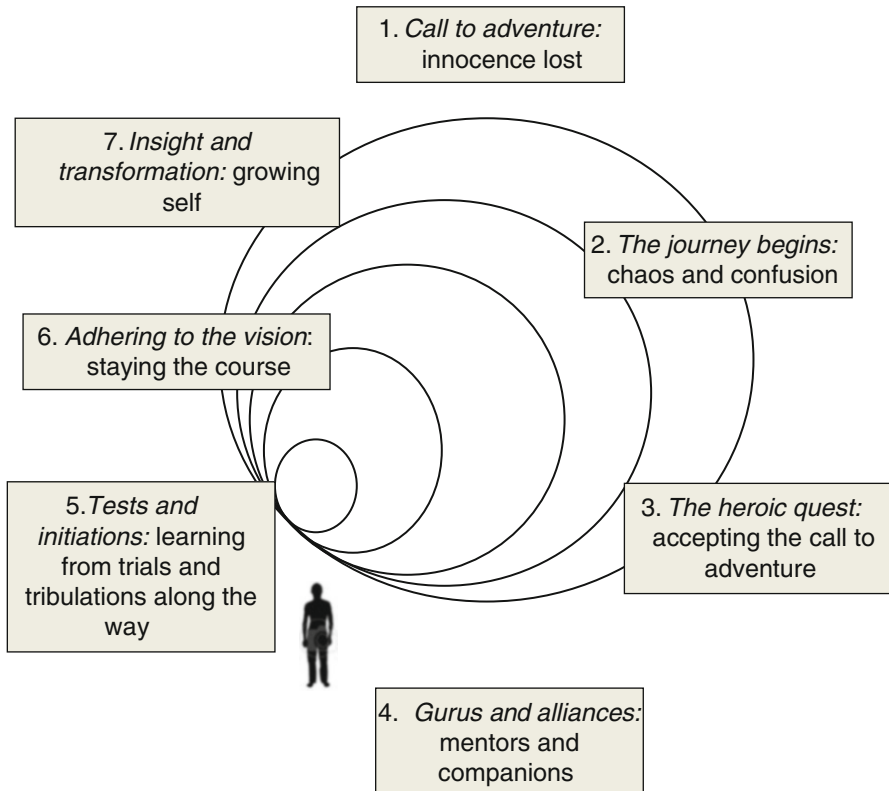 1. Call to adventure:
innocence lost
7. Insight and
transformation: growing
self
2. The journey begins:
chaos and confusion
6. Adhering to the vision:
staying the course
5.Tests and
initiations: learning
from trials and
tribulations along the
way
3. The heroic quest:
accepting the call to
adventure
4. Gurus and alliances:
mentors and
companions